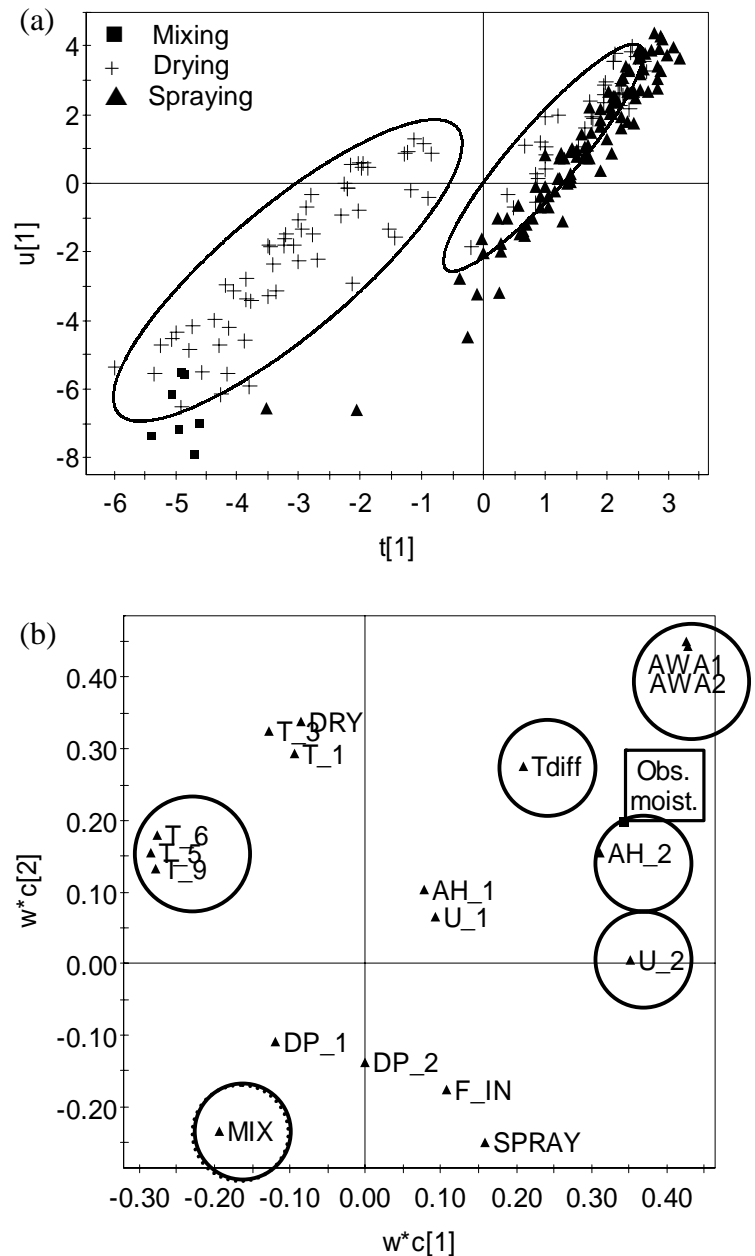 (a)
Mixing
Drying
Spraying
4
2
0
-2
-4
-6
-8
u[1]
-6 -5 -4 -3 -2 -1 0 1 2 3
t[1]
(b)
0.40
0.30
0.20
0.10
0.00
-0.10
-0.20
w*c[2]
AWA1
AWA2
DRY
T_3
T_1
Tdiff
Obs.
moist.
T_6
T_5
T_9
AH_2
AH_1
U_1
U_2
DP_1
DP_2
F_IN
MIX
SPRAY
-0.30 -0.20 -0.10 0.00 0.10 0.20 0.30 0.40
w*c[1]